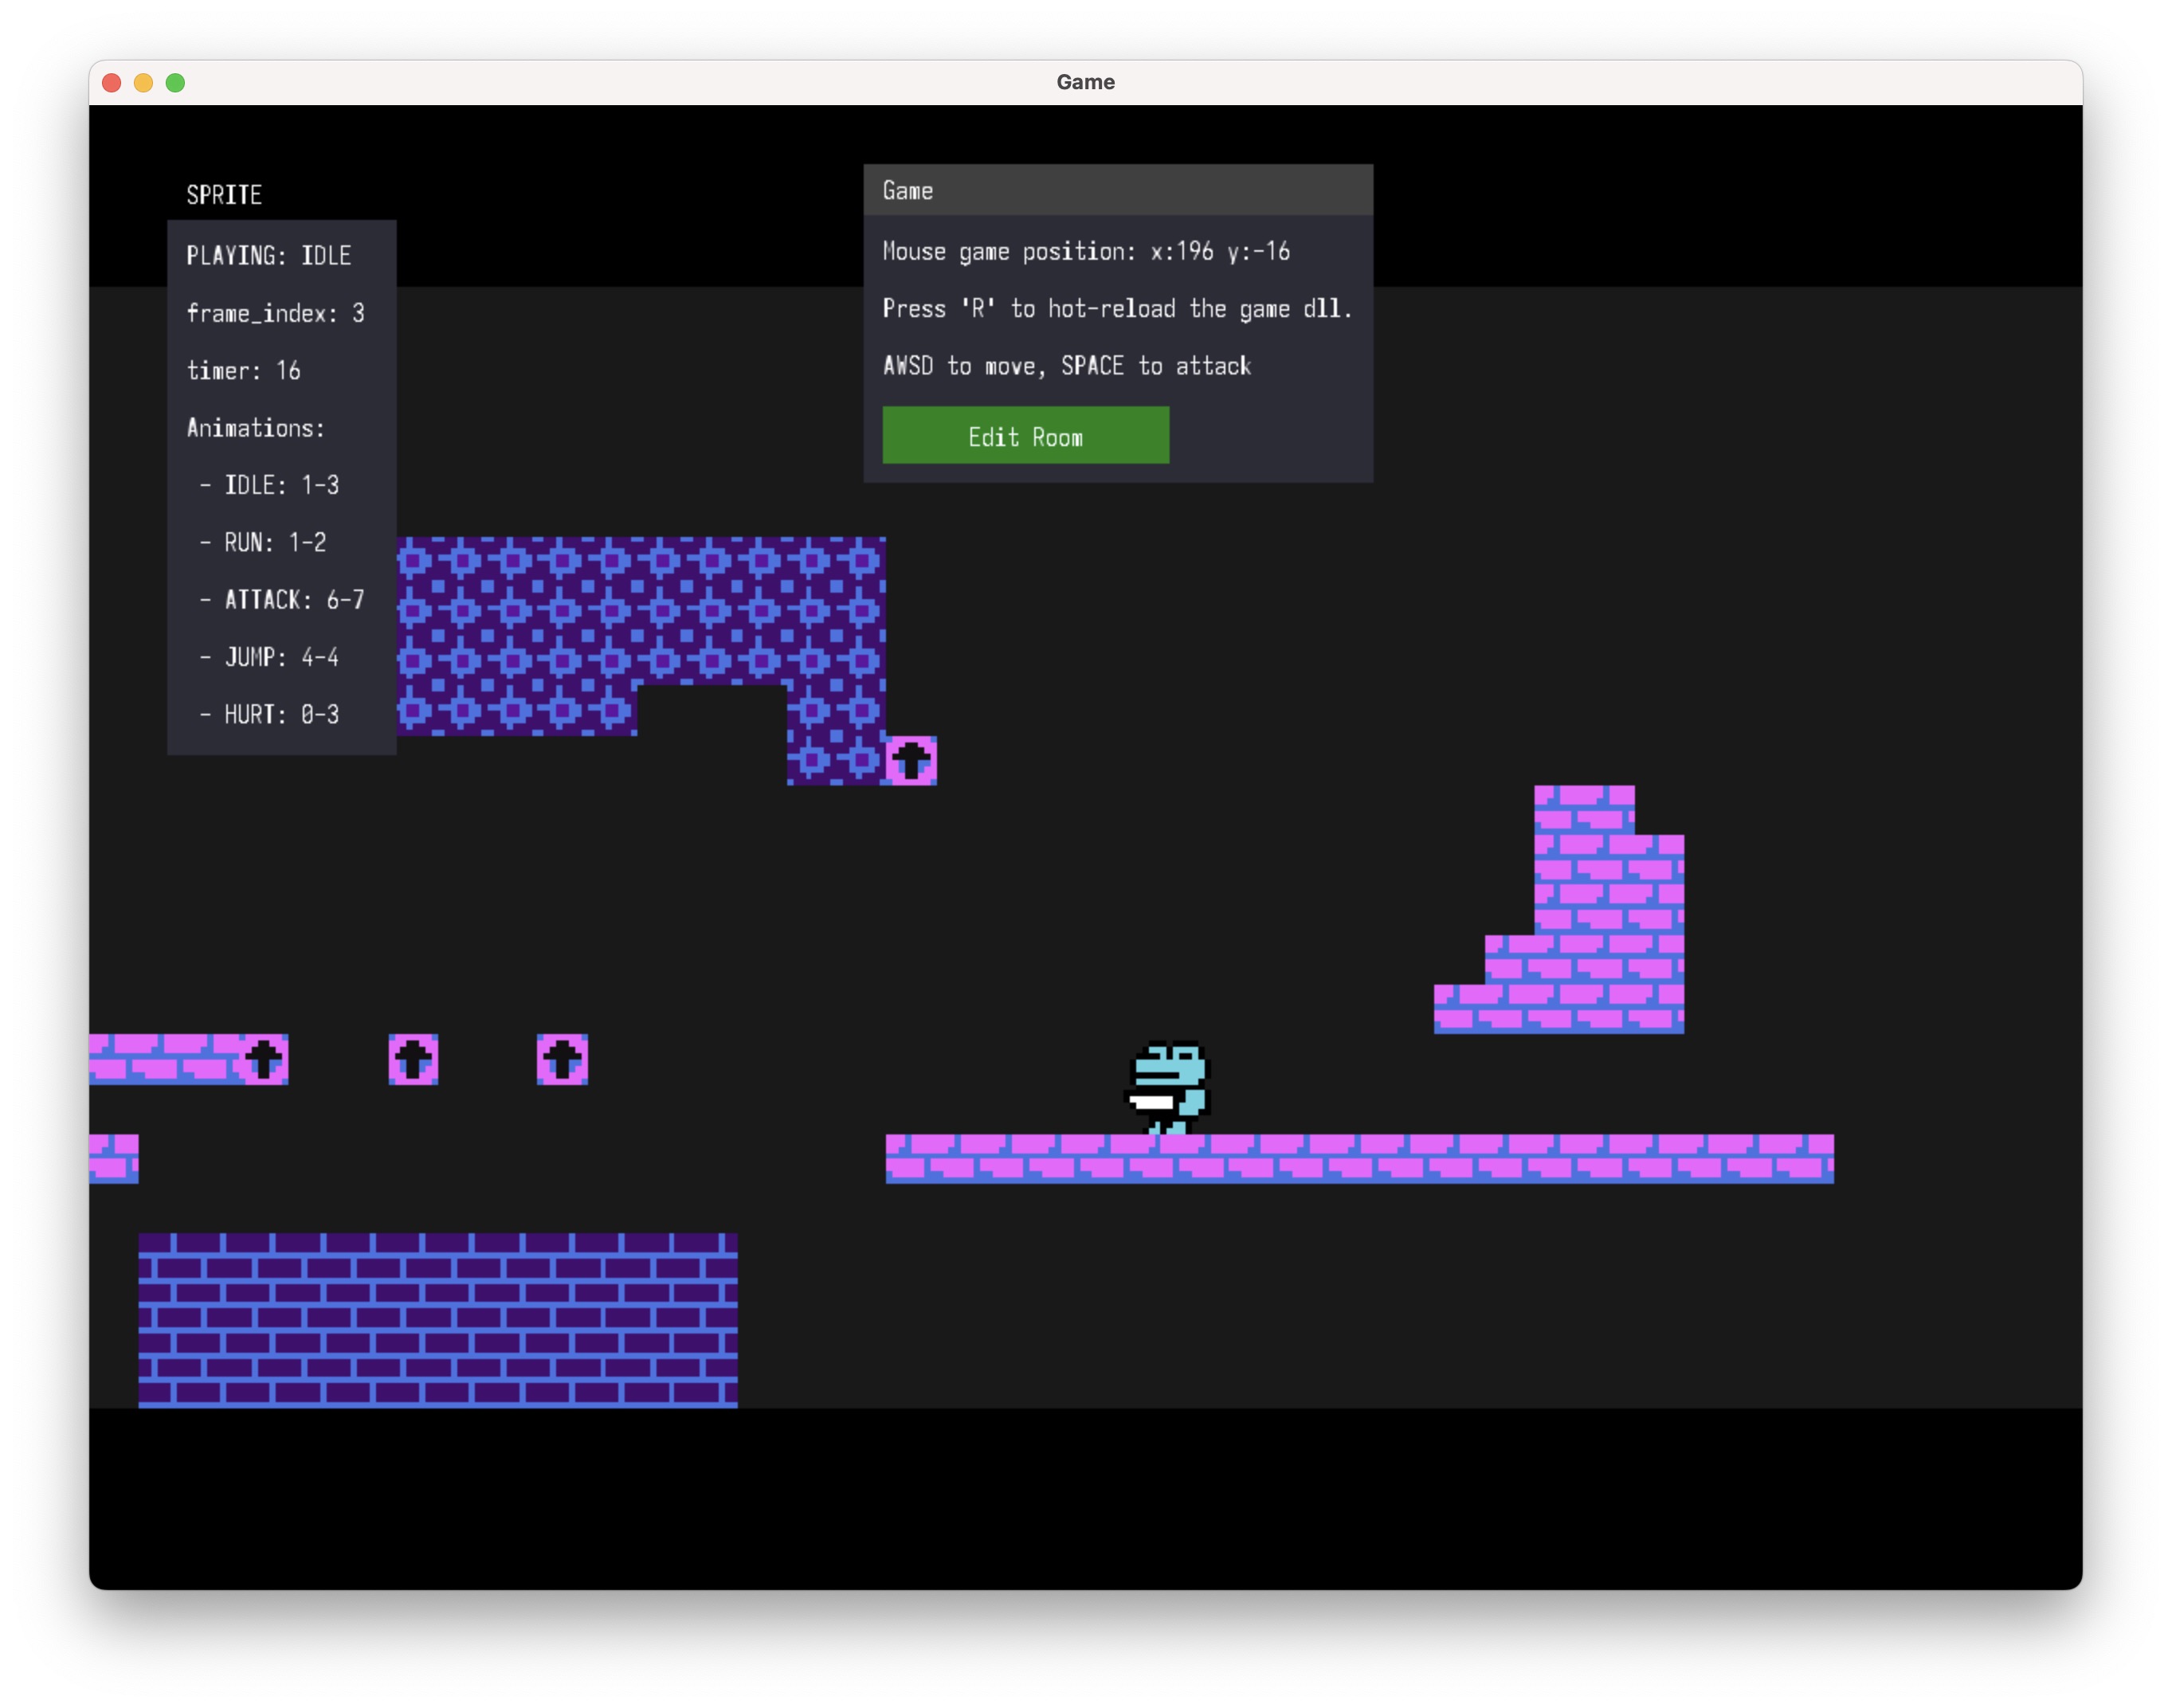 Game
SPRITE
PLAYING: IDLE
frame_index: 3
timer: 16
Animations:
- IDLE: 1-3
- RUN: 1-2
- ATTACK: 6-7
- JUMP: 4-4
- HURT: 0-3
Game
Mouse game position: x:196 y:-16
Press 'R' to hot-reload the game dll.
AWSD to move, SPACE to attack
Edit Room